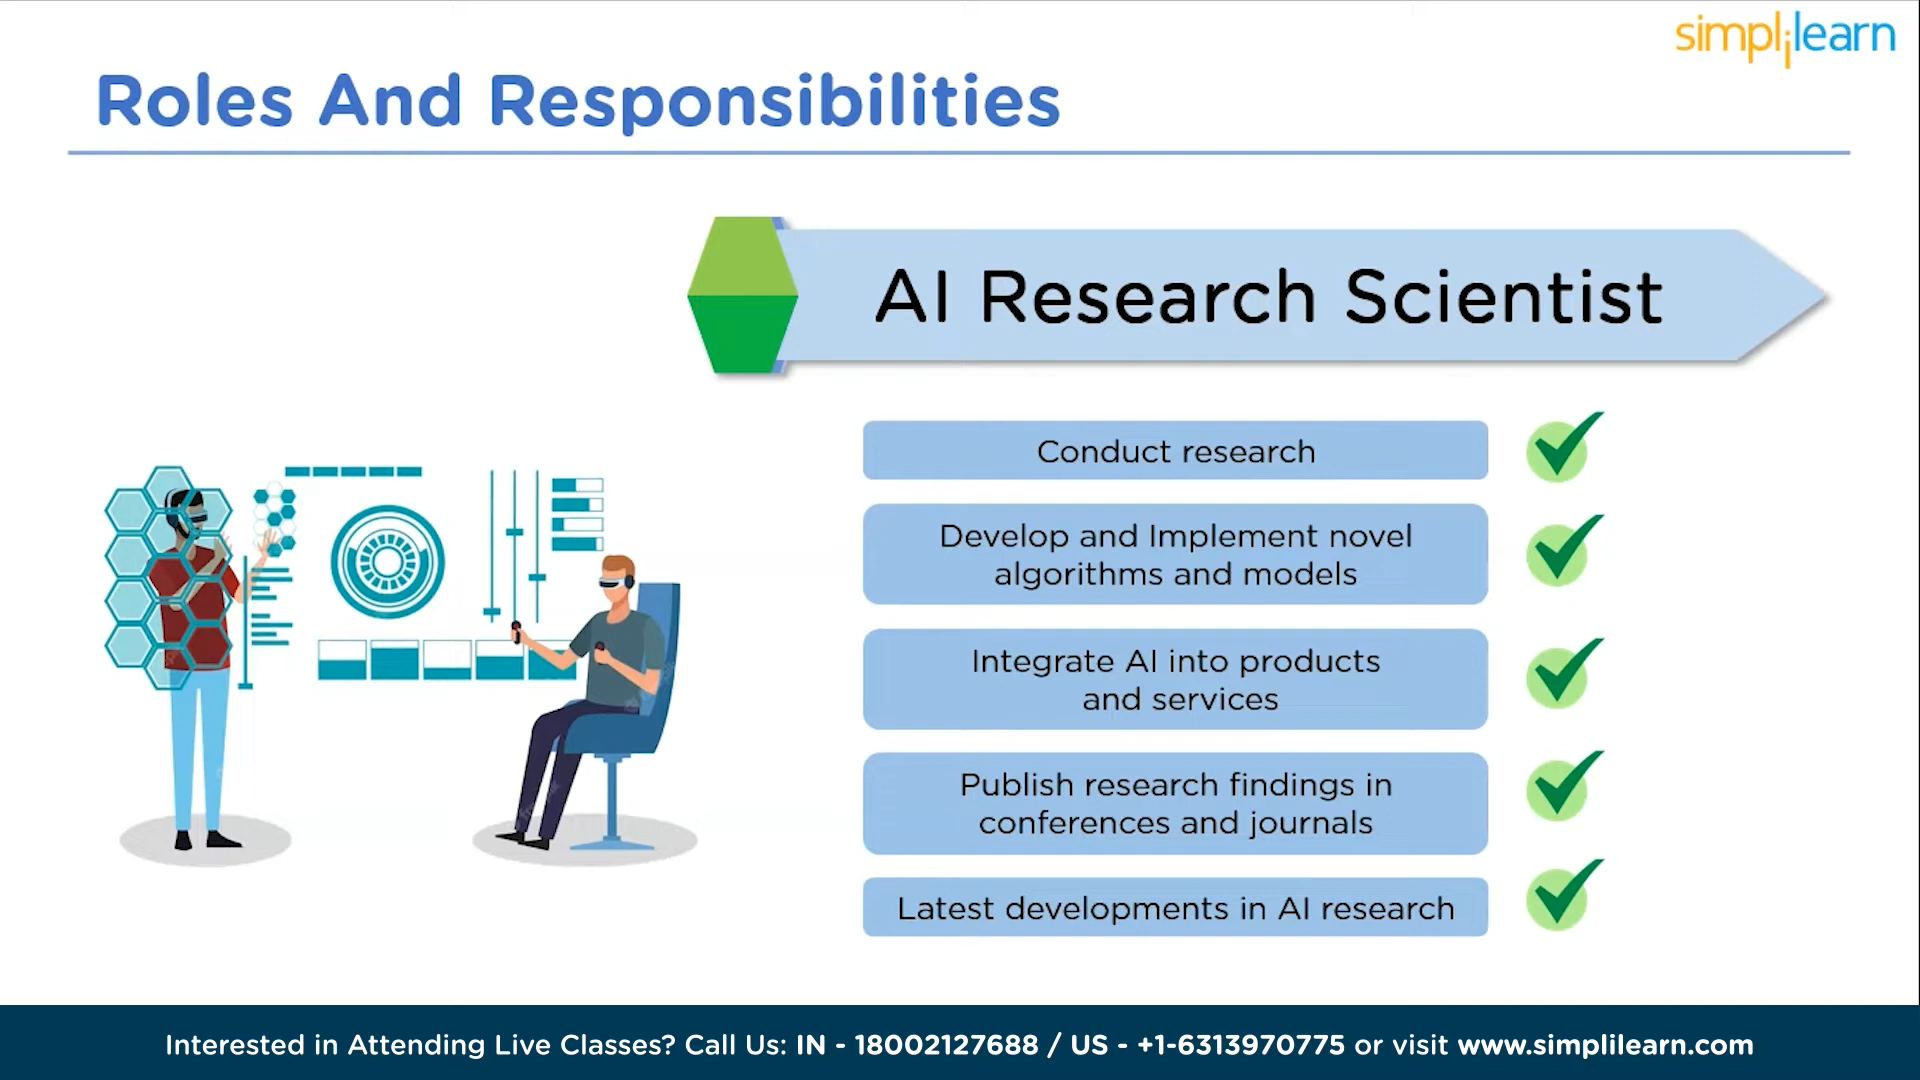 simplilearn
Roles And Responsibilities
AI Research Scientist
Conduct research
Develop and Implement novel
algorithms and models
Integrate AI into products
and services
Publish research findings in
conferences and journals
Latest developments in AI research
Interested in Attending Live Classes? Call Us: IN - 18002127688 / US - +1-6313970775 or visit www.simplilearn.com